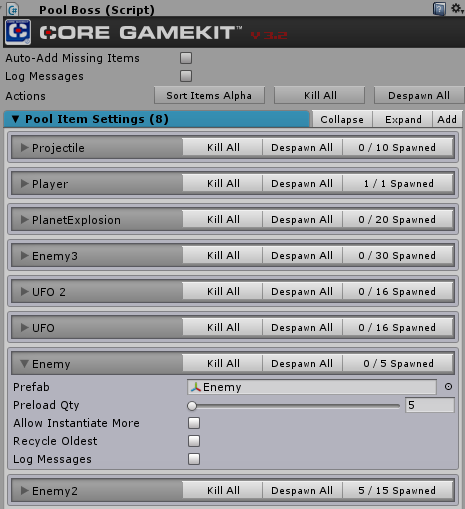 Pool Boss (Script)
CORE GAMEKIT™ V3.2
Auto-Add Missing Items
Log Messages
Actions Sort Items Alpha Kill All Despawn All
Pool Item Settings (8) Collapse Expand Add
Projectile Kill All Despawn All 0 / 10 Spawned
Player Kill All Despawn All 1 / 1 Spawned
PlanetExplosion Kill All Despawn All 0 / 20 Spawned
Enemy3 Kill All Despawn All 0 / 30 Spawned
UFO 2 Kill All Despawn All 0 / 16 Spawned
UFO Kill All Despawn All 0 / 16 Spawned
Enemy Kill All Despawn All 0 / 5 Spawned
Prefab Enemy
Preload Qty 5
Allow Instantiate More
Recycle Oldest
Log Messages
Enemy2 Kill All Despawn All 5 / 15 Spawned